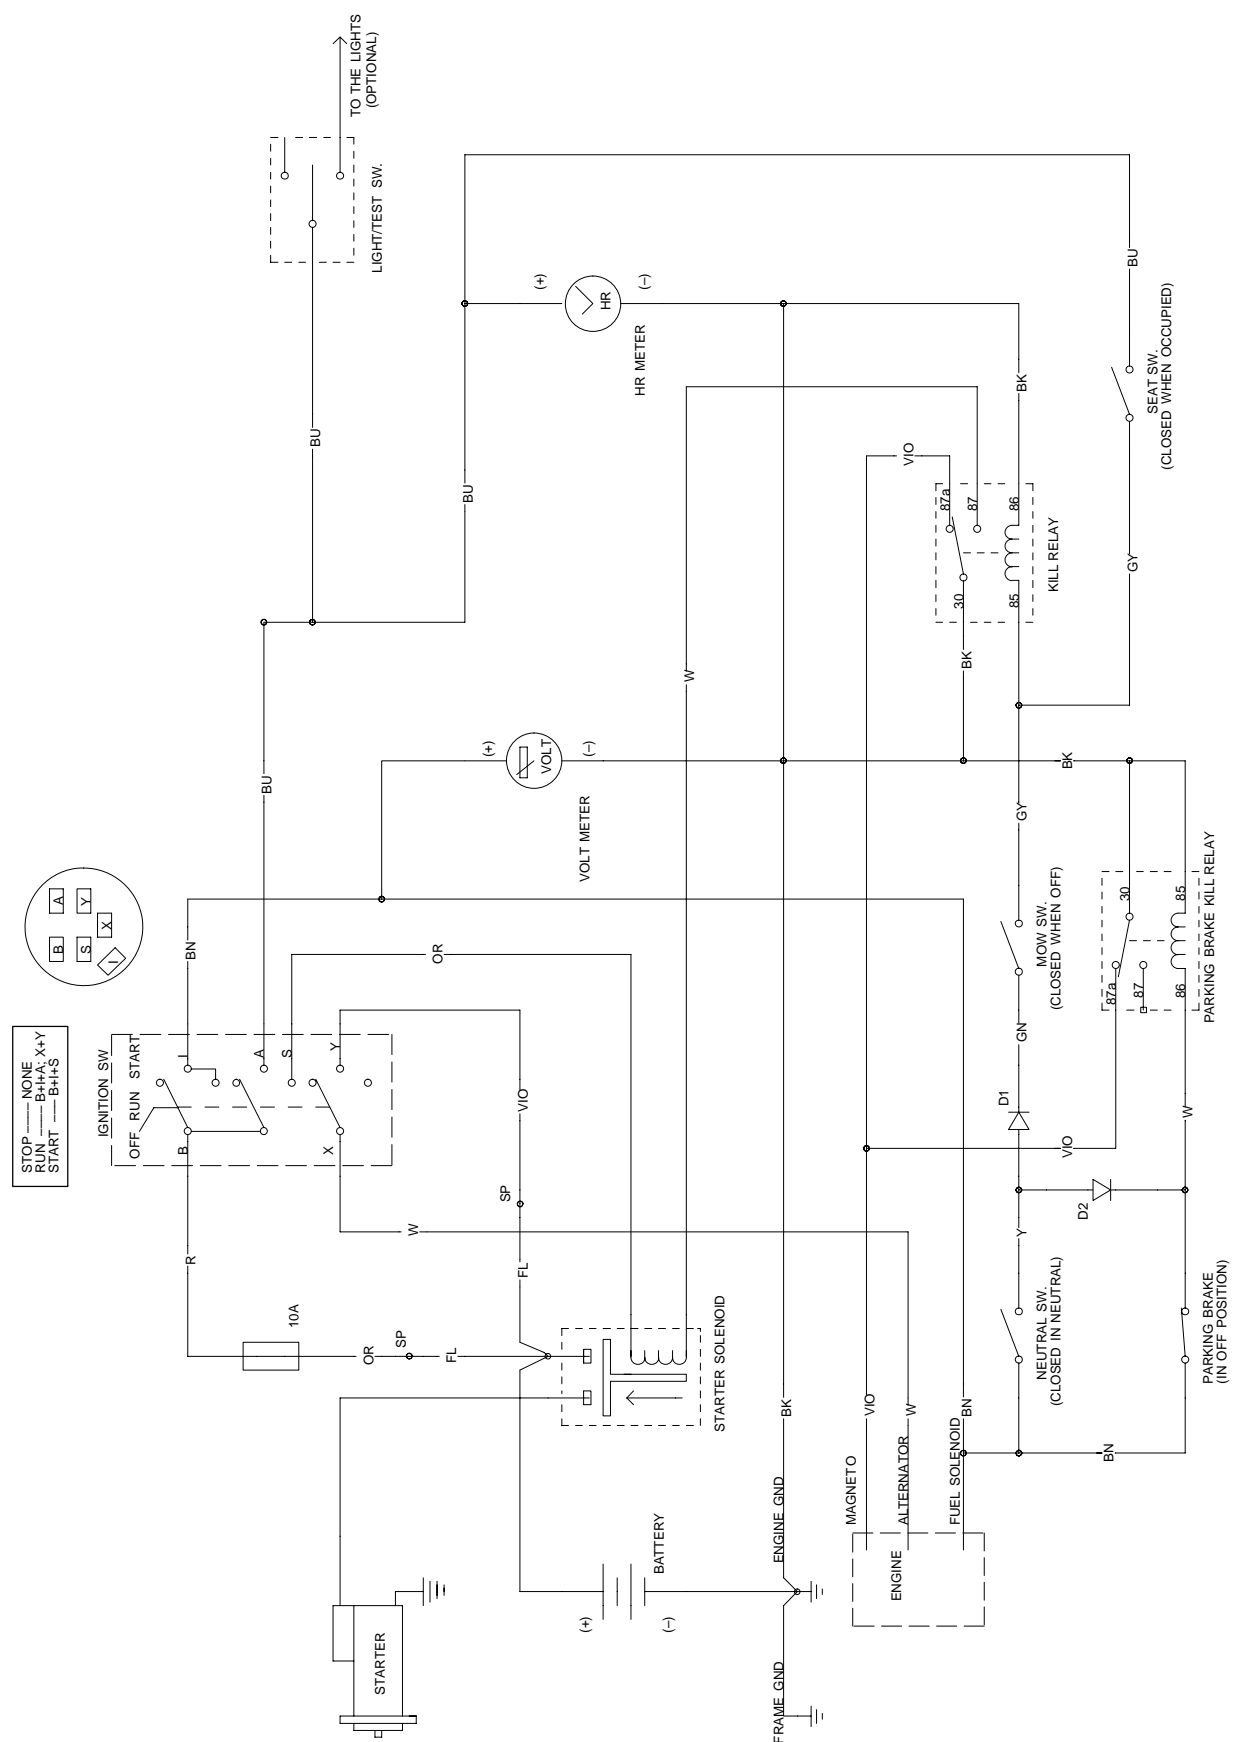 STOP ––––– NONE
RUN –––– B+I+A; X+Y
START ––– B+I+S
B
A
S
Y
X
I
IGNITION SW
OFF RUN START
B
I
A
S
X
Y
R
BN
BU
BU
BU
LIGHT/TEST SW.
TO THE LIGHTS
(OPTIONAL)
10A
OR
SP
FL
FL
SP
VIO
W
OR
STARTER
STARTER SOLENOID
(+)
(–)
BATTERY
(+)
(–)
VOLT
VOLT METER
(+)
(–)
HR
HR METER
W
FRAME GND
ENGINE GND
BK
MAGNETO
VIO
ENGINE
ALTERNATOR
W
FUEL SOLENOID
BN
VIO
87a
30
87
85
86
KILL RELAY
BK
BK
BK
Y
D1
GN
GY
NEUTRAL SW.
(CLOSED IN NEUTRAL)
MOW SW.
(CLOSED WHEN OFF)
VIO
D2
87a
30
87
86
85
PARKING BRAKE KILL RELAY
BN
W
GY
BU
SEAT SW.
(CLOSED WHEN OCCUPIED)
PARKING BRAKE
(IN OFF POSITION)